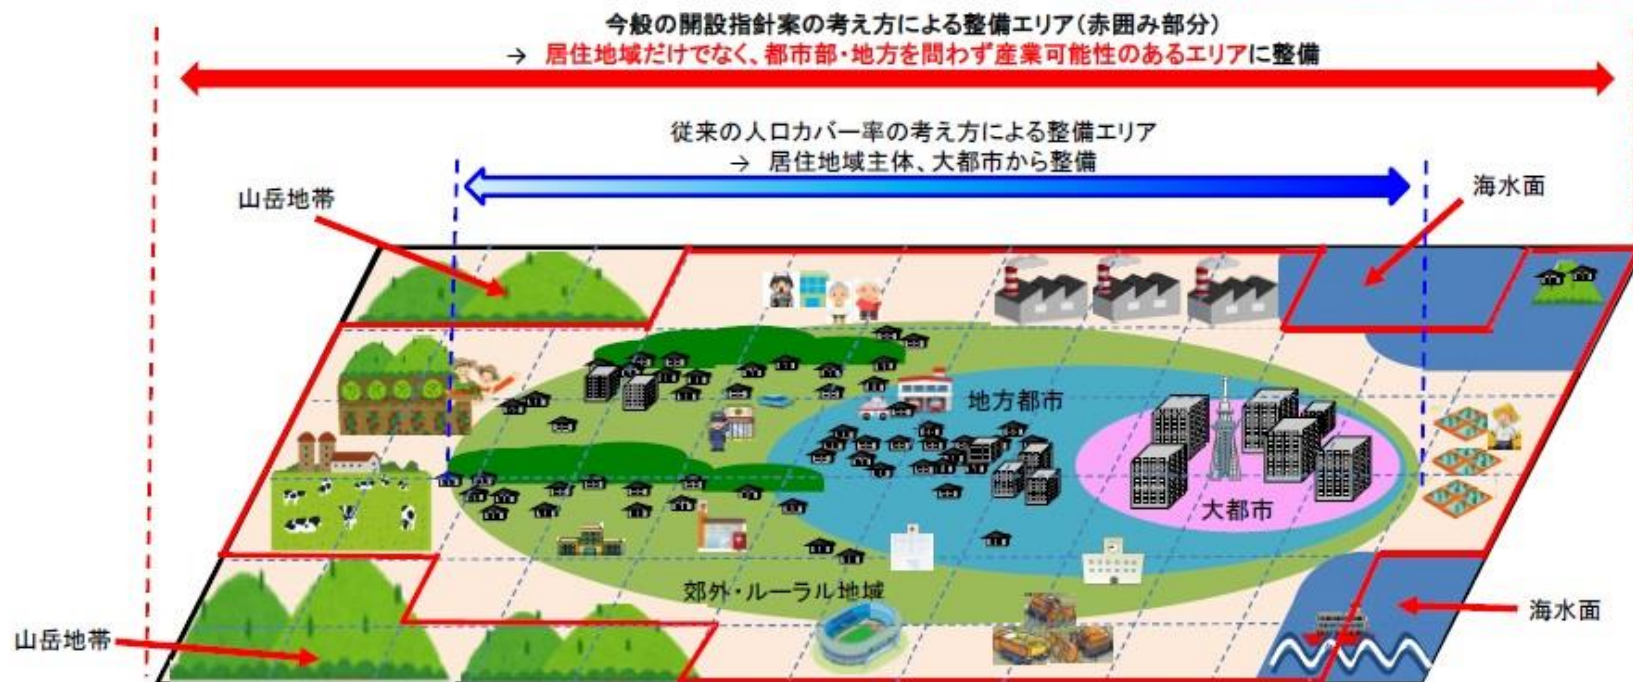 今般の開設指針案の考え方による整備エリア(赤囲み部分)
→ 居住地域だけでなく、都市部・地方を問わず産業可能性のあるエリアに整備
従来の人口カバー率の考え方による整備エリア
→ 居住地域主体、大都市から整備
山岳地帯
海水面
地方都市
大都市
郊外・ルーラル地域
山岳地帯
海水面